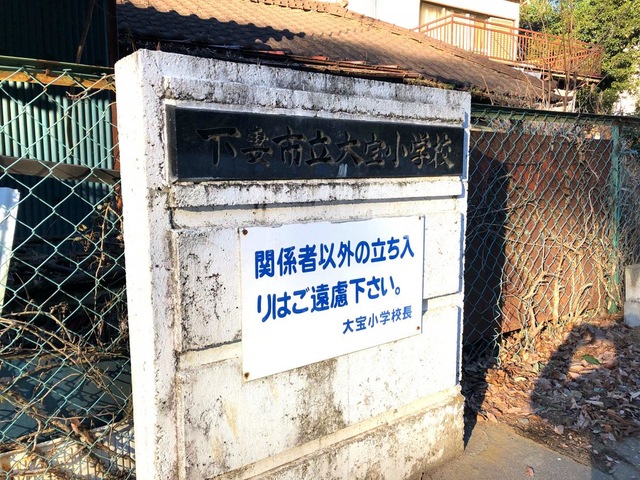 下妻市立大宝小学校
関係者以外の立ち入
りはご遠慮下さい。
大宝小学校長